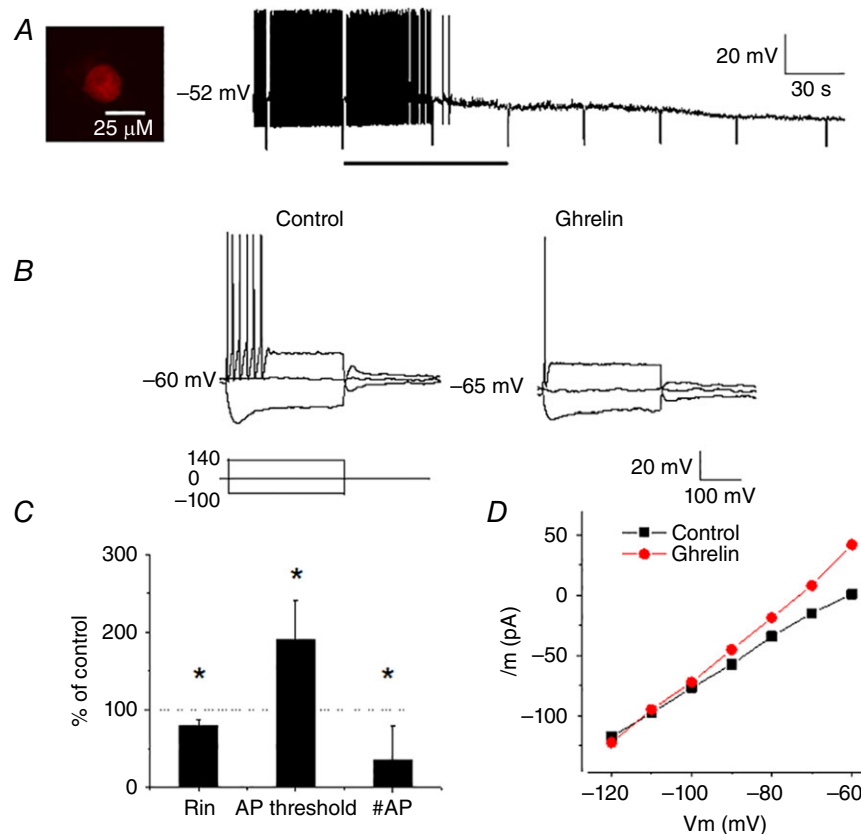 A
25 μM
–52 mV
20 mV
30 s
B
Control
Ghrelin
–60 mV
–65 mV
140
0
–100
20 mV
100 mV
C
% of control
300
200
100
0
*
*
*
Rin
AP threshold
#AP
D
Control
Ghrelin
/m (pA)
50
0
–50
–100
–120
–100
–80
–60
Vm (mV)